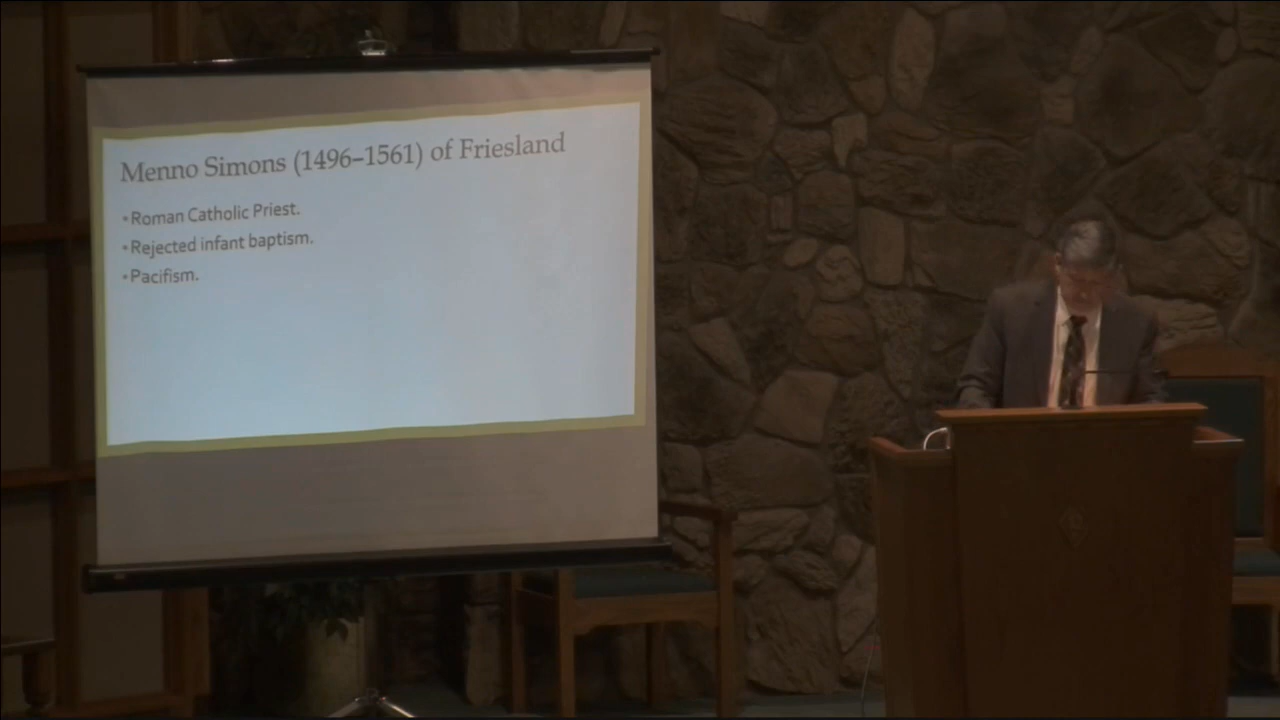 Menno Simons (1496–1561) of Friesland
•Roman Catholic Priest.
•Rejected infant baptism.
•Pacifism.